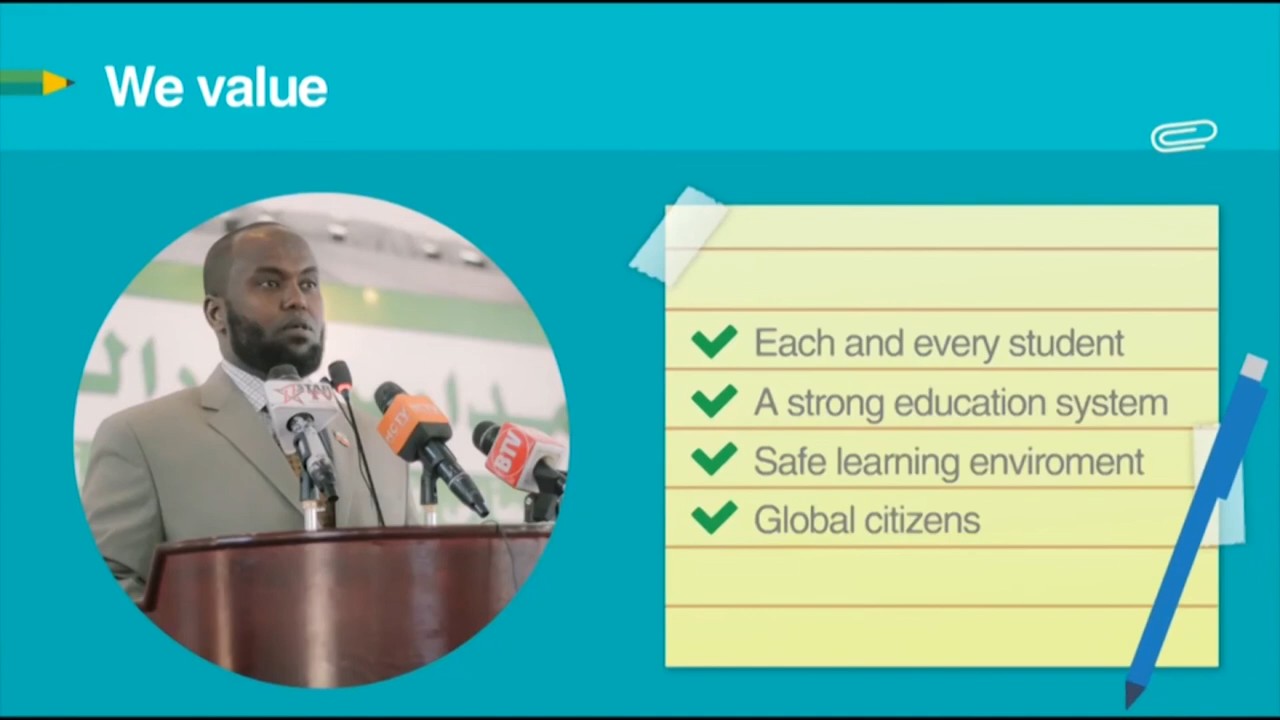 We value
Each and every student
A strong education system
Safe learning enviroment
Global citizens
BTV